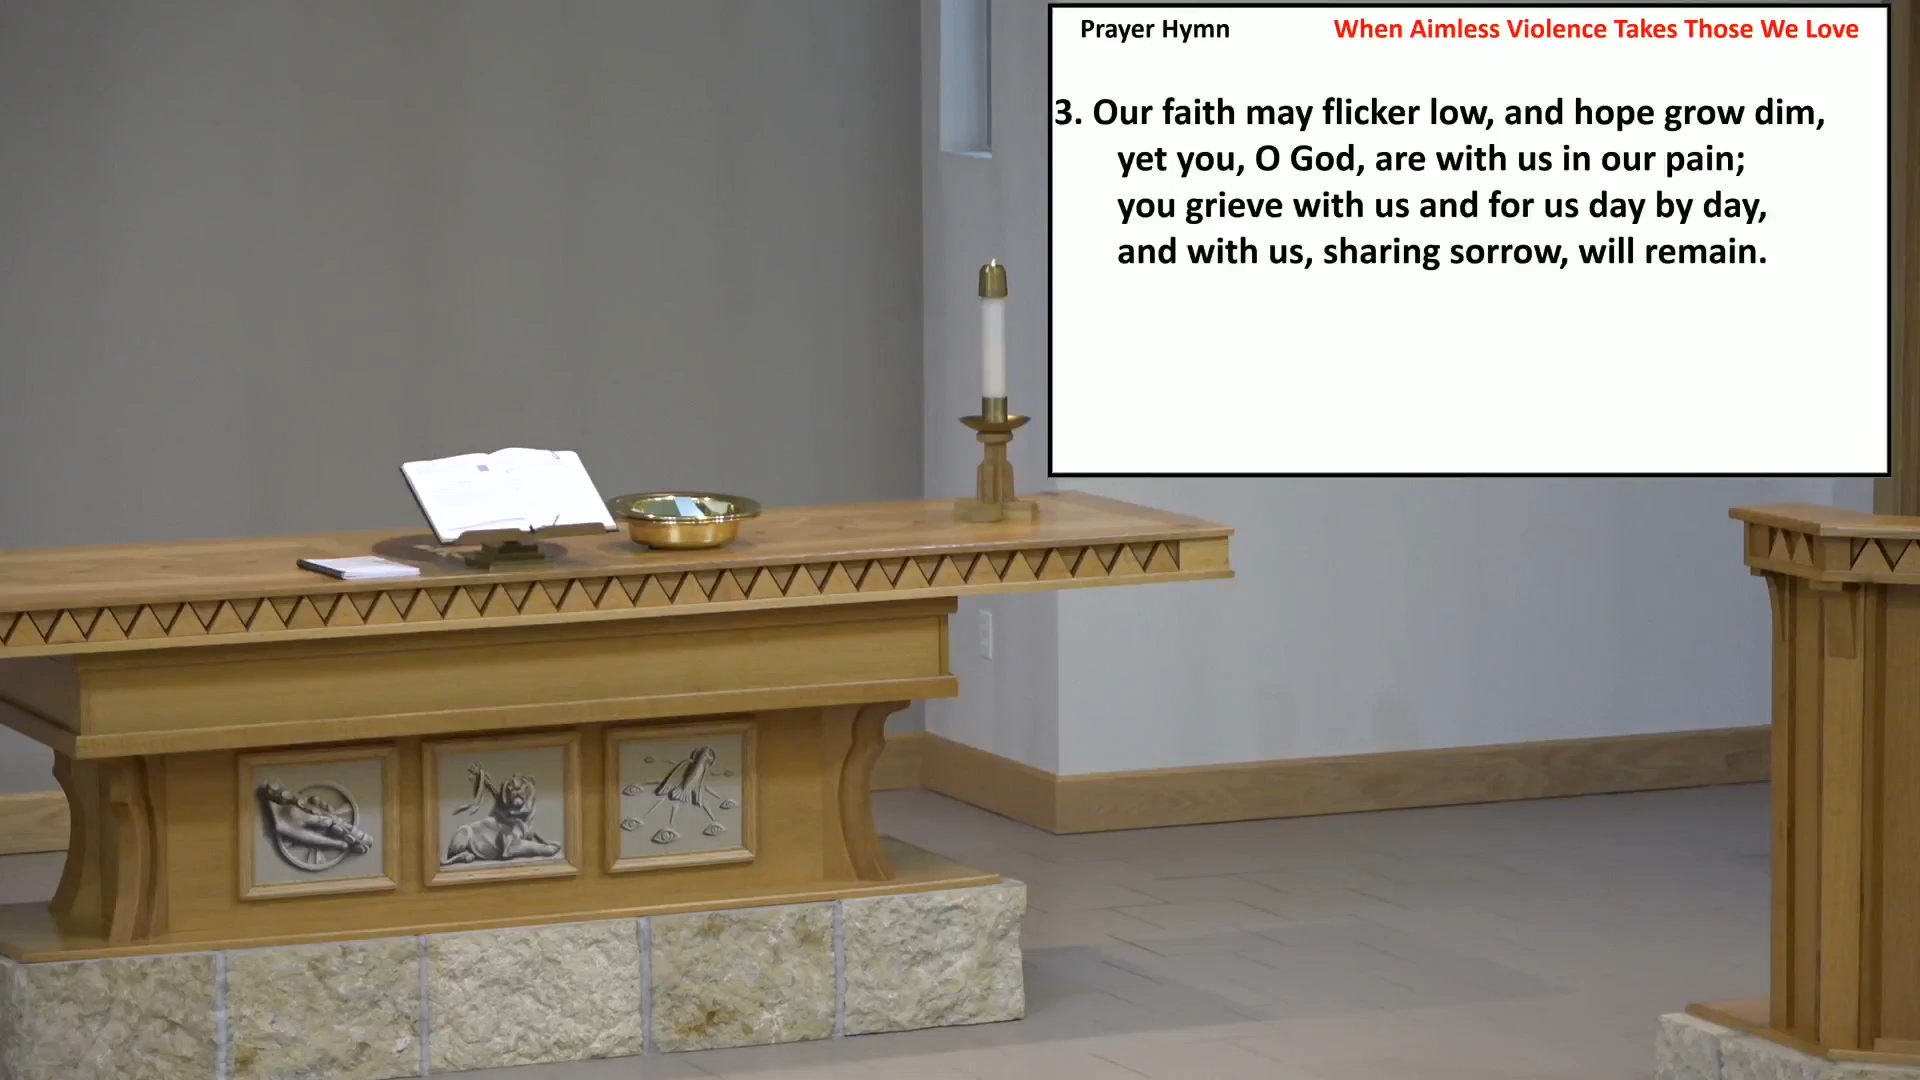 Prayer Hymn When Aimless Violence Takes Those We Love
3. Our faith may flicker low, and hope grow dim,
yet you, O God, are with us in our pain;
you grieve with us and for us day by day,
and with us, sharing sorrow, will remain.